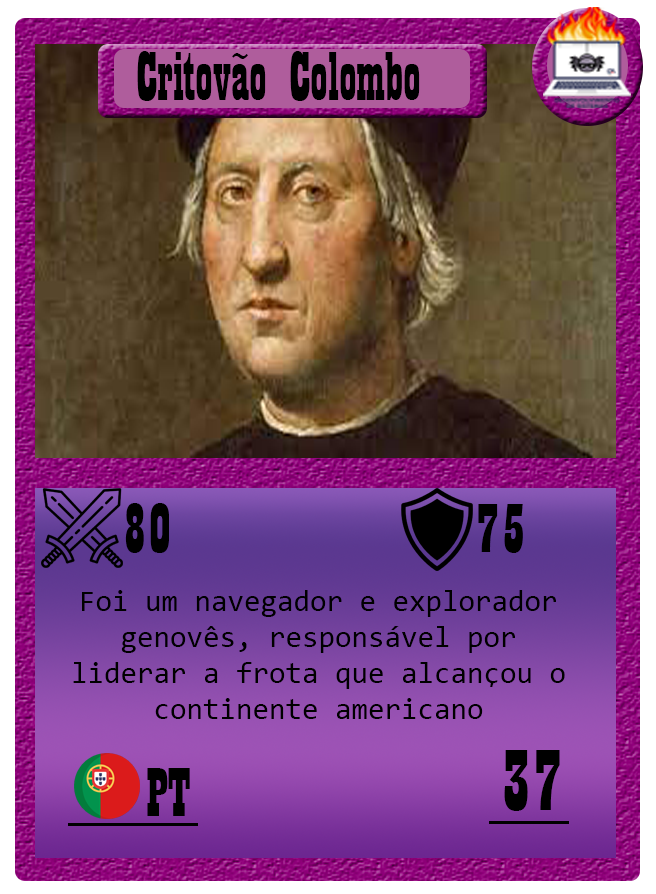 Critovão Colombo
80
75
Foi um navegador e explorador
genovês, responsável por
liderar a frota que alcançou o
continente americano
PT
37